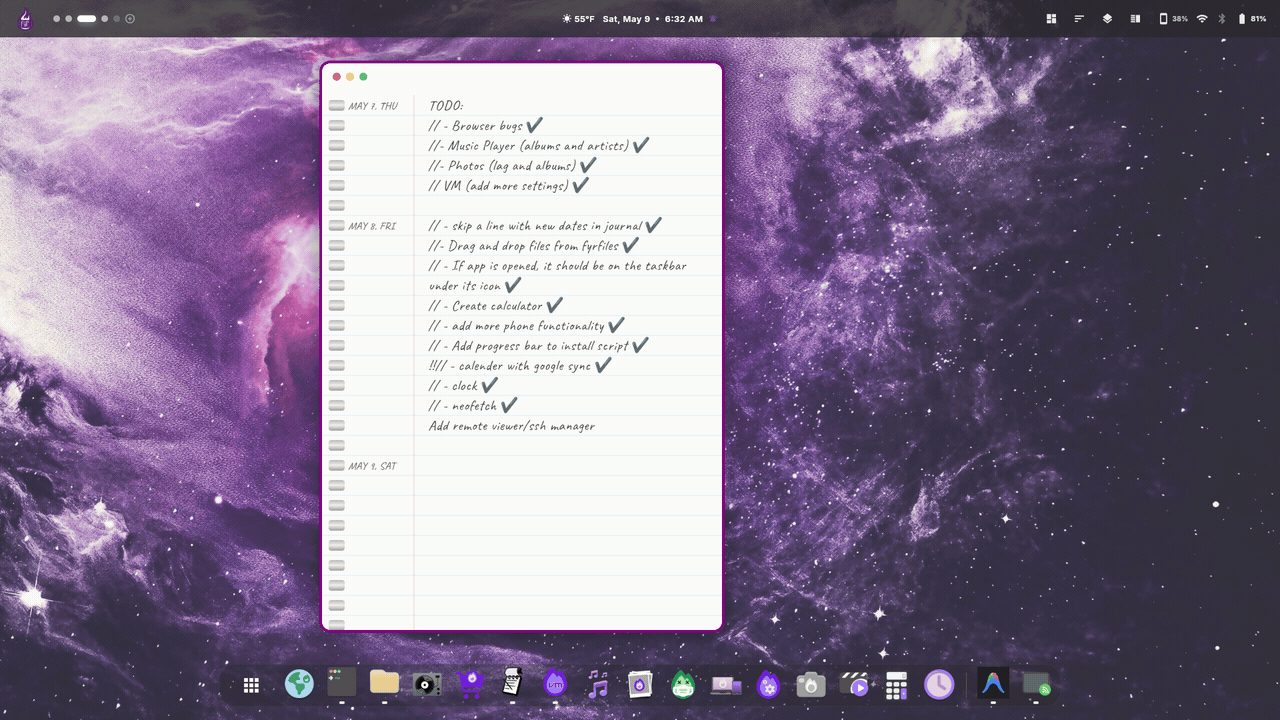 55°F Sat, May 9 • 6:32 AM
38%
81%
MAY 7. THU TODO:
// - Browser tabs ✔
// - Music Player (albums and artists) ✔
// - Photos (albums and albums) ✔
// VM (add more settings) ✔
MAY 8. FRI // - skip a line with new dates in journal ✔
// - Drag and drop files from fyrfiles ✔
// - If app is opened, it should be on the taskbar
with its icon ✔
// - Create calculator ✔
// - add more phone functionality ✔
// - Add progress bar to install script ✔
// - calendar with google sync ✔
// - clock ✔
// - neofetch ✔
Add remote viewer/ssh manager
MAY 9. SAT